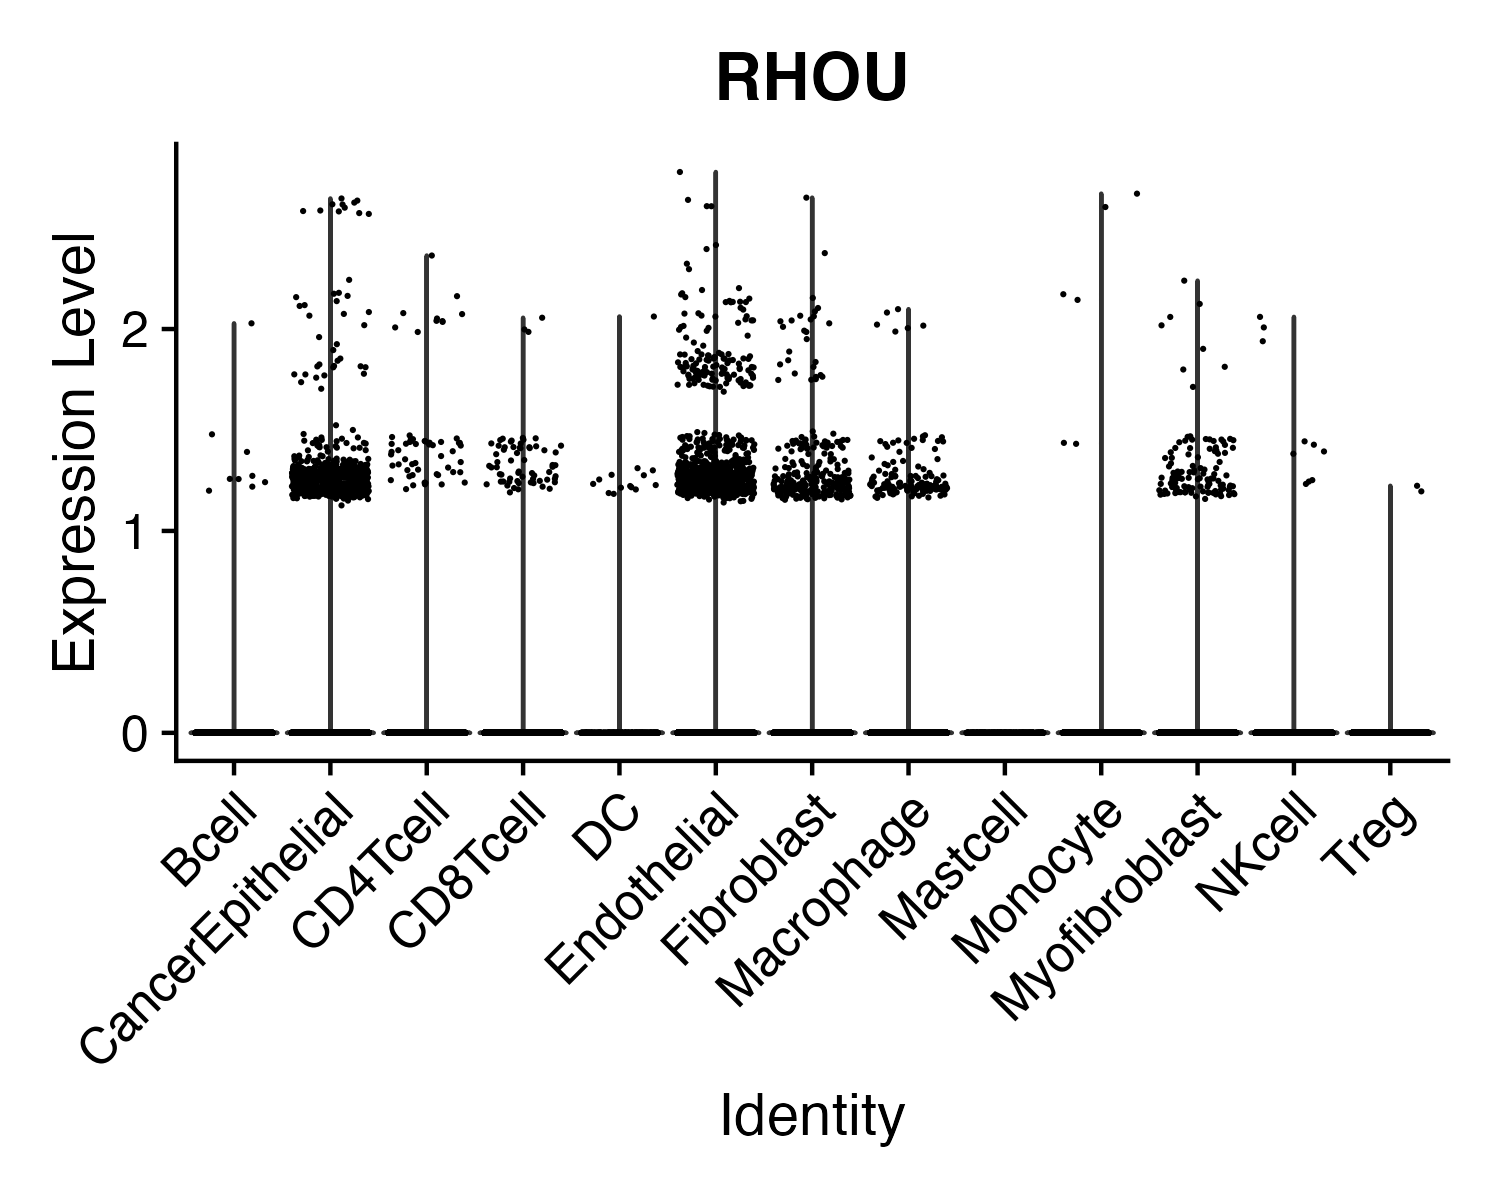 RHOU
Expression Level
2
1
0
Bcell
CancerEpithelial
CD4Tcell
CD8Tcell
DC
Endothelial
Fibroblast
Macrophage
Mastcell
Monocyte
Myofibroblast
NKcell
Treg
Identity